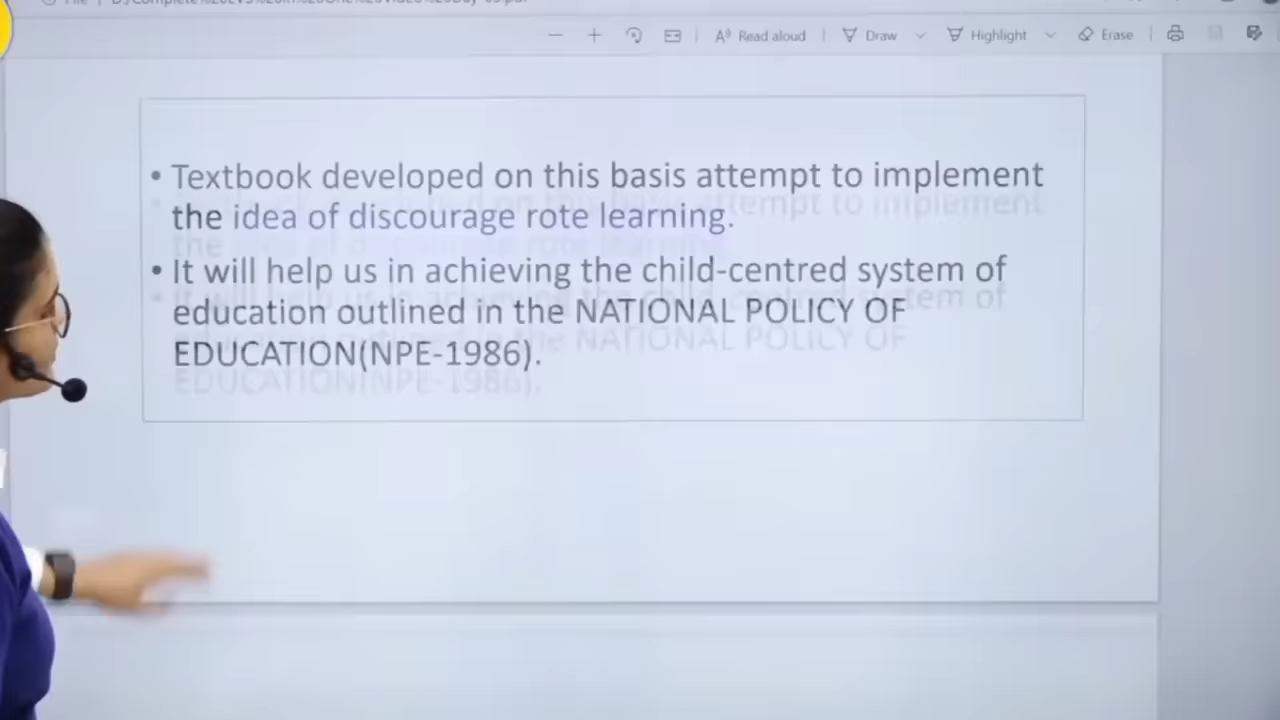 Read aloud
Draw
Highlight
Erase
• Textbook developed on this basis attempt to implement
the idea of discourage rote learning.
• It will help us in achieving the child-centred system of
education outlined in the NATIONAL POLICY OF
EDUCATION(NPE-1986).